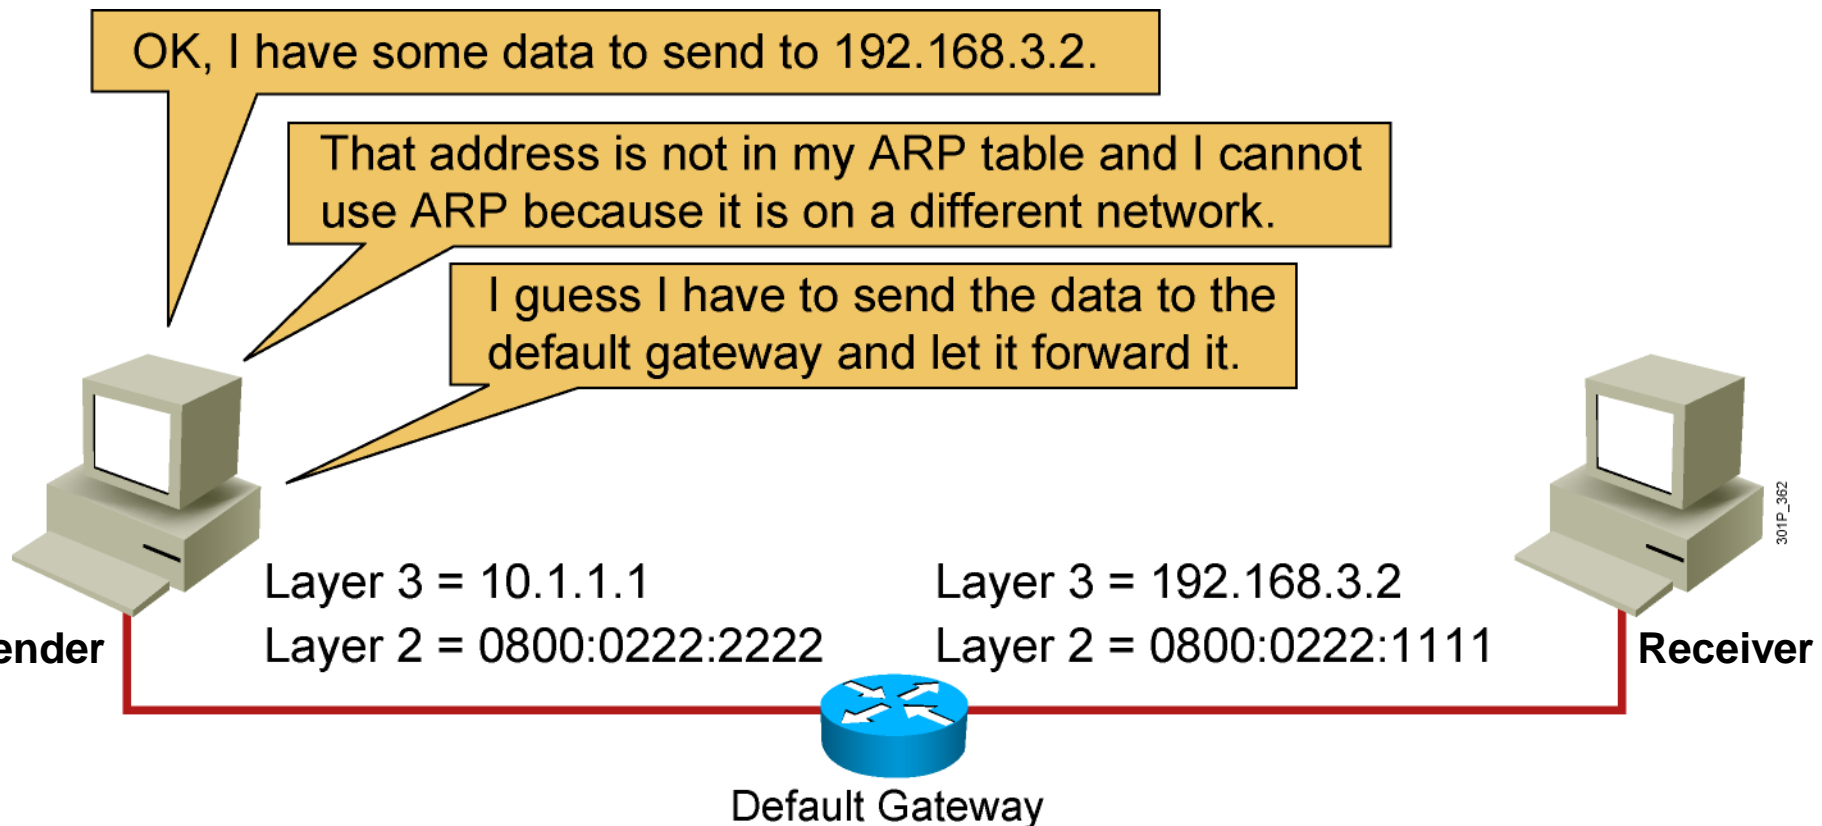 OK, I have some data to send to 192.168.3.2.
That address is not in my ARP table and I cannot
use ARP because it is on a different network.
I guess I have to send the data to the
default gateway and let it forward it.
301P_362
Layer 3 = 10.1.1.1
Layer 2 = 0800:0222:2222
Layer 3 = 192.168.3.2
Layer 2 = 0800:0222:1111
ender
Receiver
Default Gateway